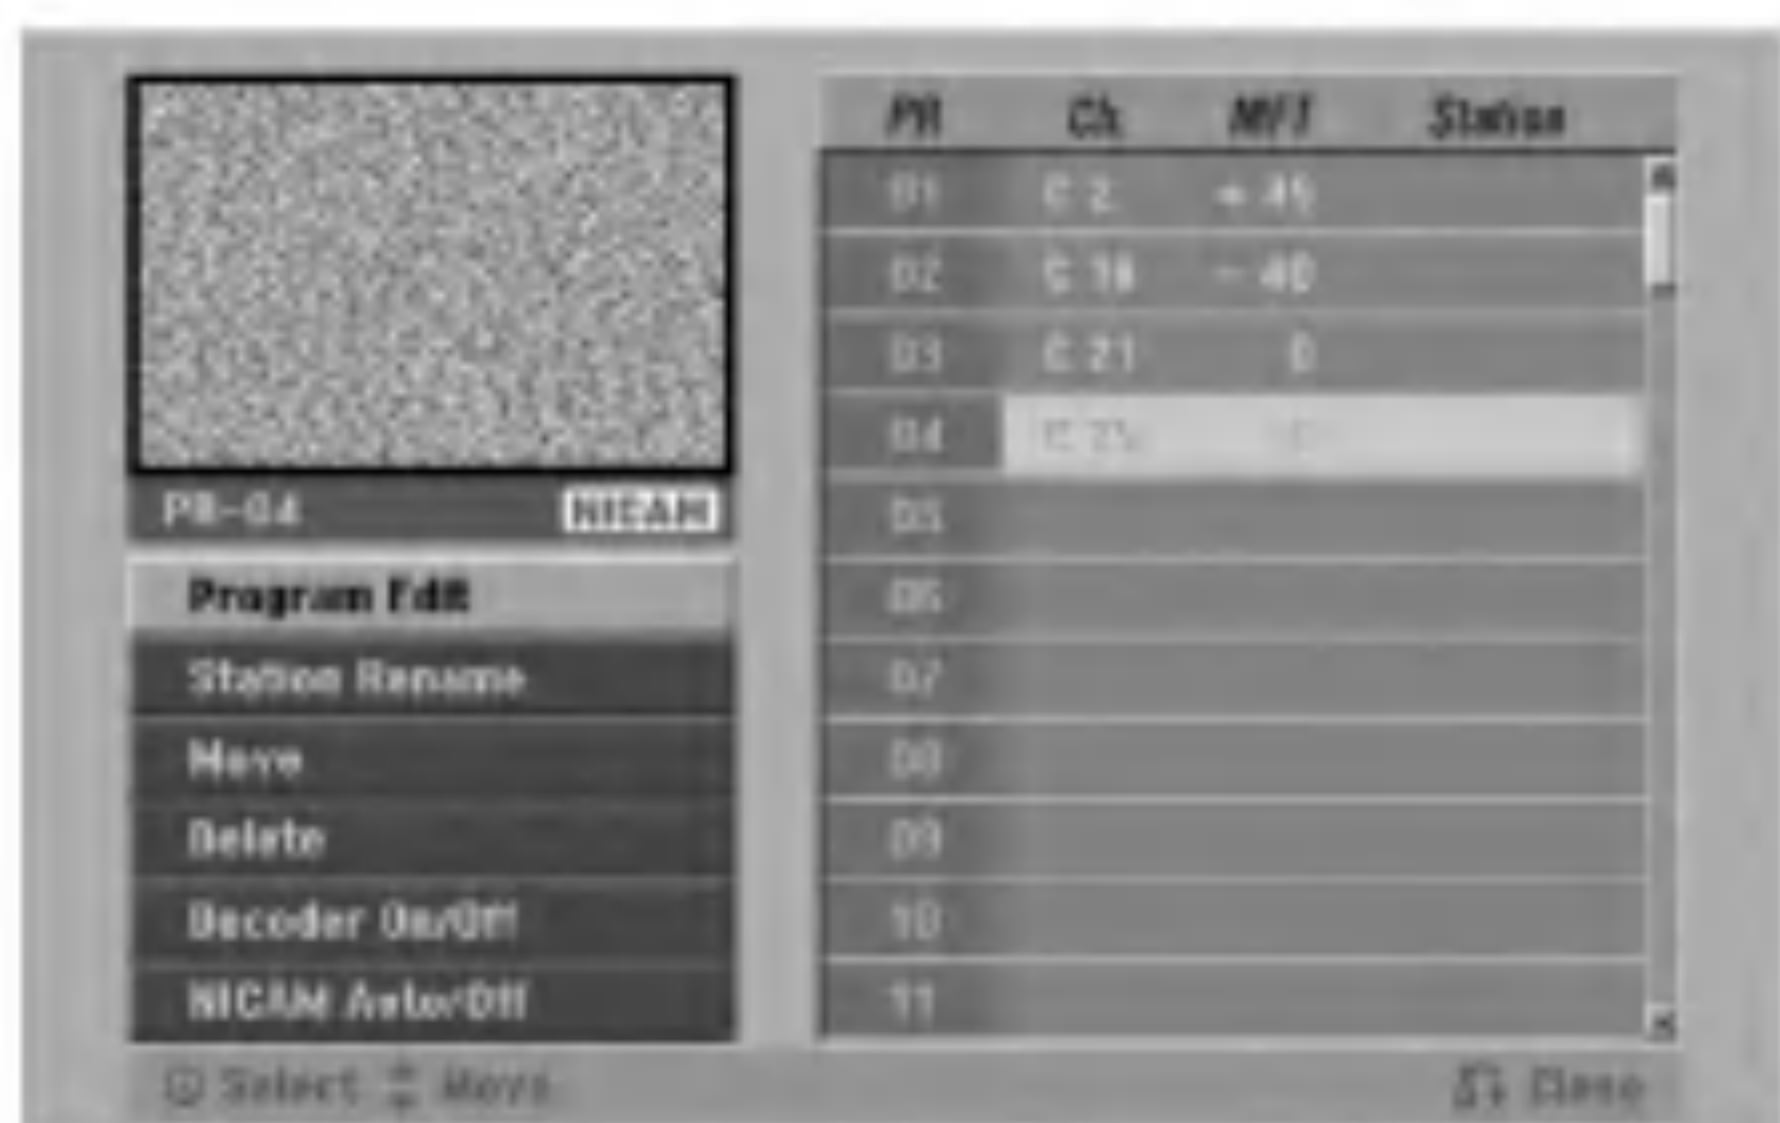 PR-04 NICAM
Program Edit
Station Rename
Move
Delete
Decoder On/Off
NICAM Auto/Off
PR Ch. MFT Station
01 C 2 + 45
02 C - 40
03 C 21 0
04 C
05
06
07
08
09
10
11
Select Move Close